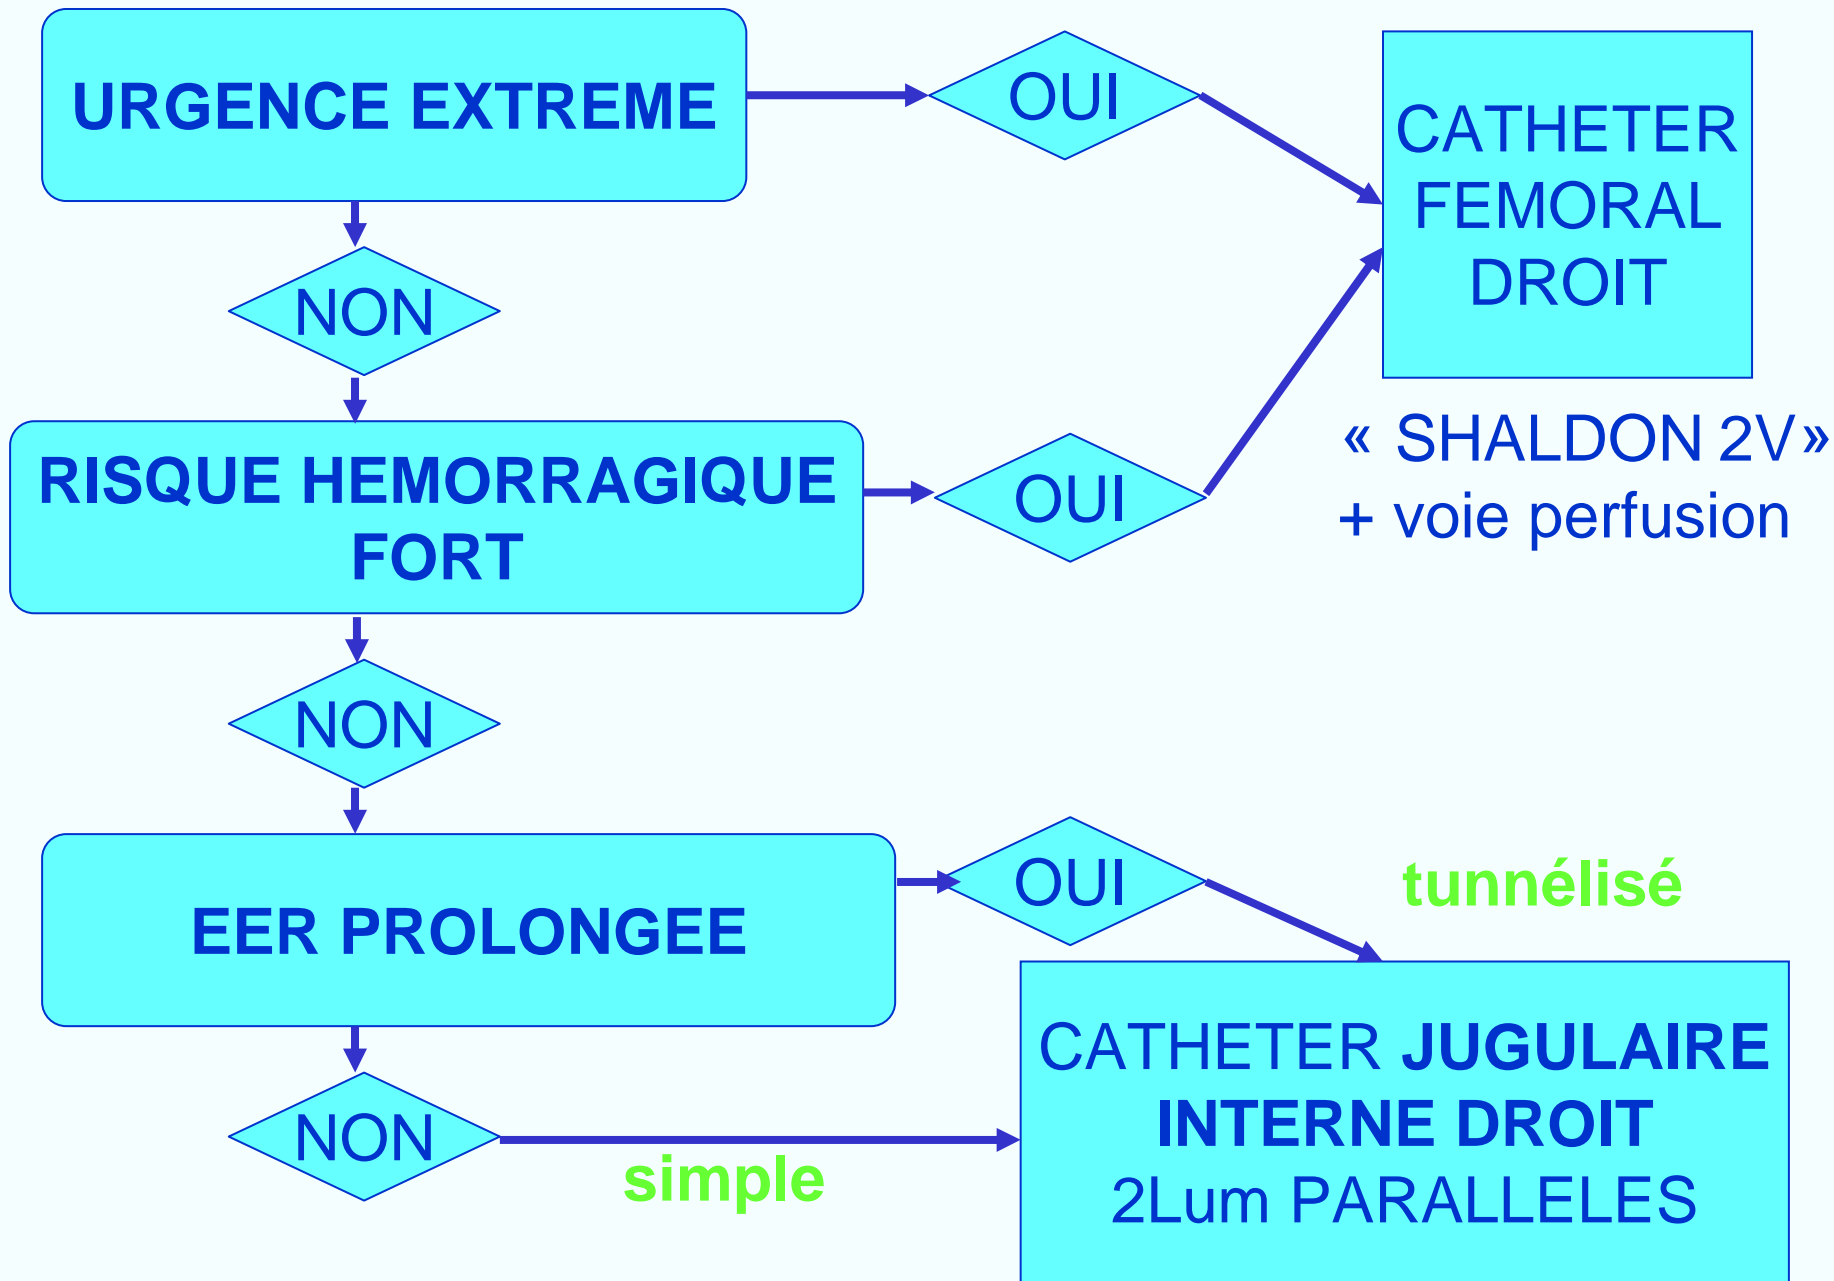 URGENCE EXTREME
OUI
CATHETER
FEMORAL
DROIT
NON
« SHALDON 2V»
+ voie perfusion
RISQUE HEMORRAGIQUE
FORT
OUI
NON
EER PROLONGEE
OUI
tunnélisé
CATHETER JUGULAIRE
INTERNE DROIT
2Lum PARALLELES
NON
simple